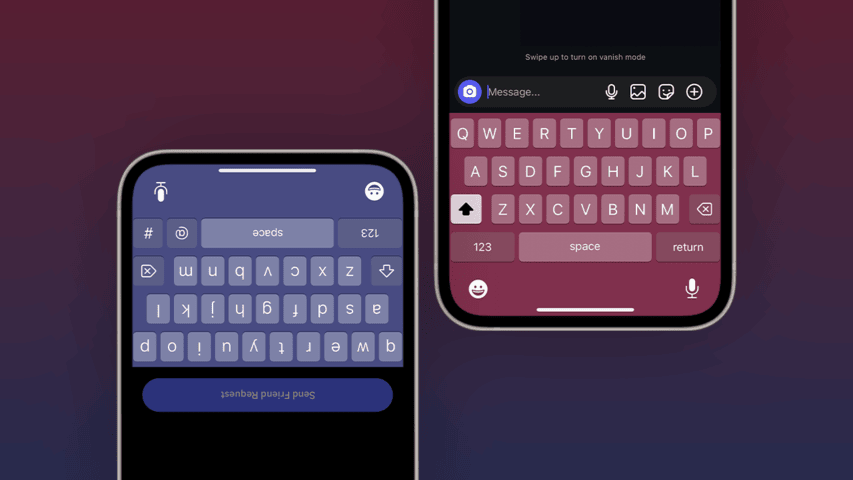 Swipe up to turn on vanish mode
Message...
Q W E R T Y U I O P
A S D F G H J K L
Z X C V B N M
123 space return
Send Friend Request
q w e r t y u i o p
a s d f g h j k l
z x c v b n m
123 space @ #